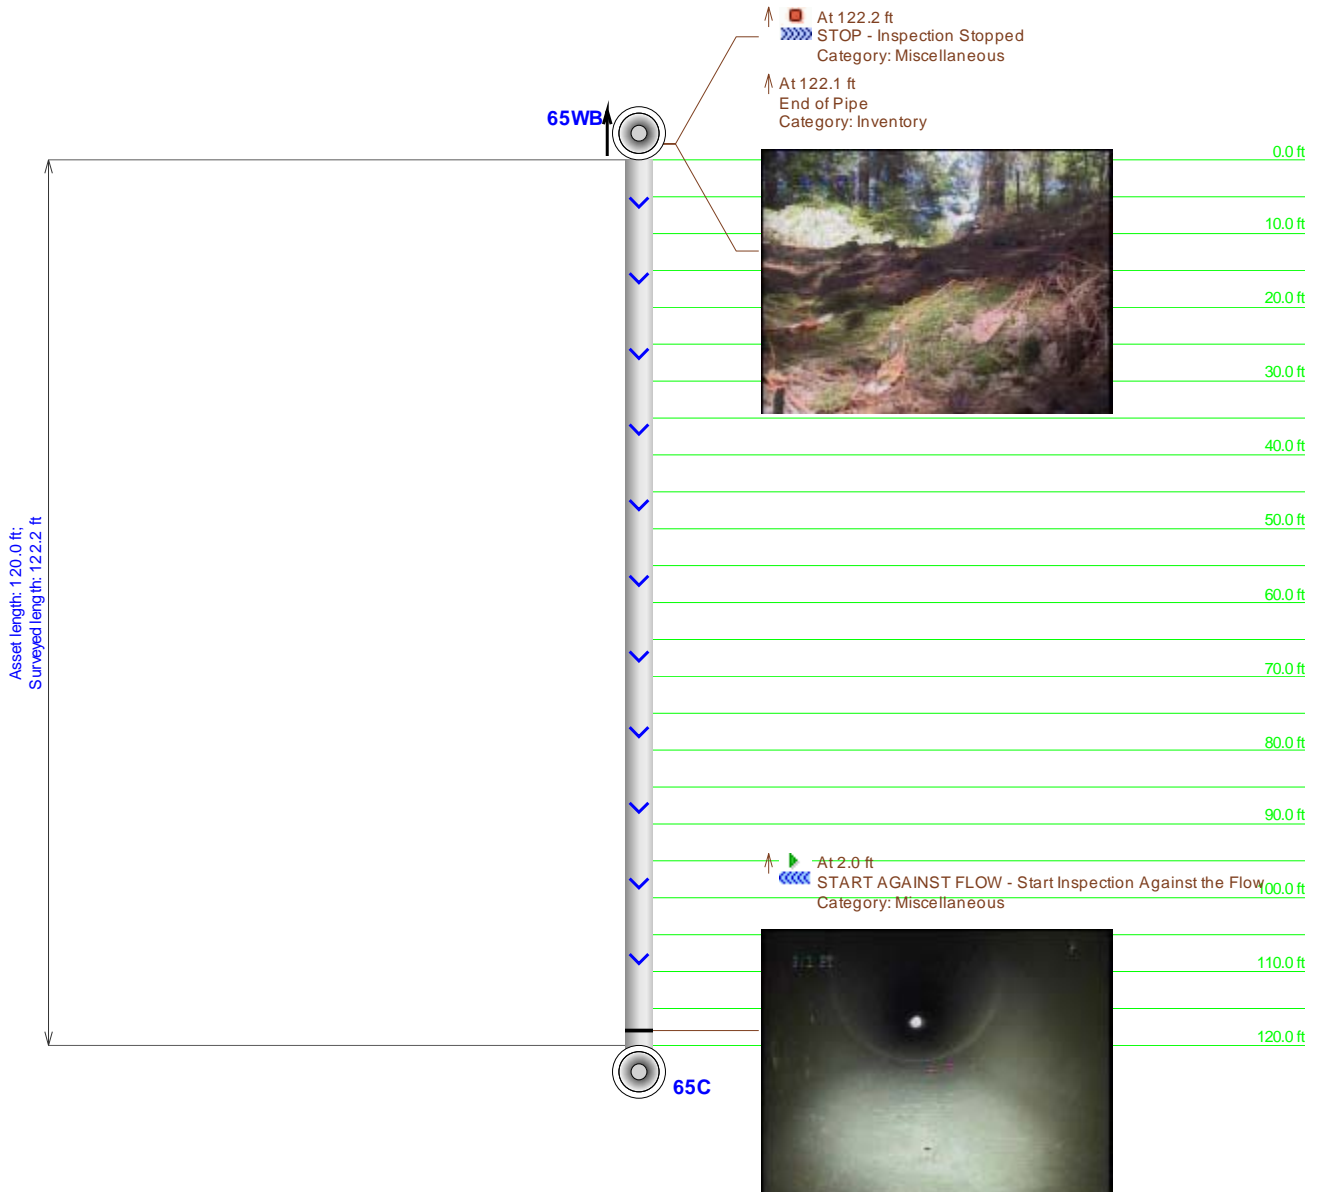 At 122.2 ft
STOP - Inspection Stopped
Category: Miscellaneous
At 122.1 ft
End of Pipe
Category: Inventory
65WB
0.0 ft
10.0 ft
20.0 ft
30.0 ft
40.0 ft
50.0 ft
60.0 ft
70.0 ft
80.0 ft
90.0 ft
100.0 ft
110.0 ft
120.0 ft
Asset length: 120.0 ft;
Surveyed length: 122.2 ft
At 2.0 ft
START AGAINST FLOW - Start Inspection Against the Flow
Category: Miscellaneous
65C